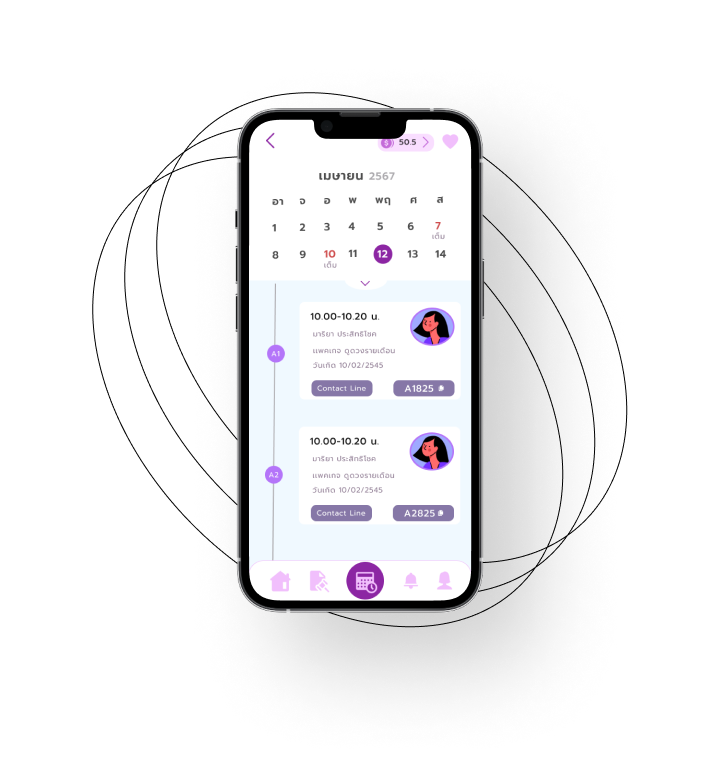 50.5
เมษายน 2567
อา จ อ พ พฤ ศ ส
1 2 3 4 5 6 7
เต็ม
8 9 10 11 12 13 14
เต็ม
10.00-10.20 น.
มาริยา ประสิทธิโชค
แพคเกจ ดูดวงรายเดือน
วันเกิด 10/02/2545
A1
Contact Line A1825
10.00-10.20 น.
มาริยา ประสิทธิโชค
แพคเกจ ดูดวงรายเดือน
วันเกิด 10/02/2545
A2
Contact Line A2825